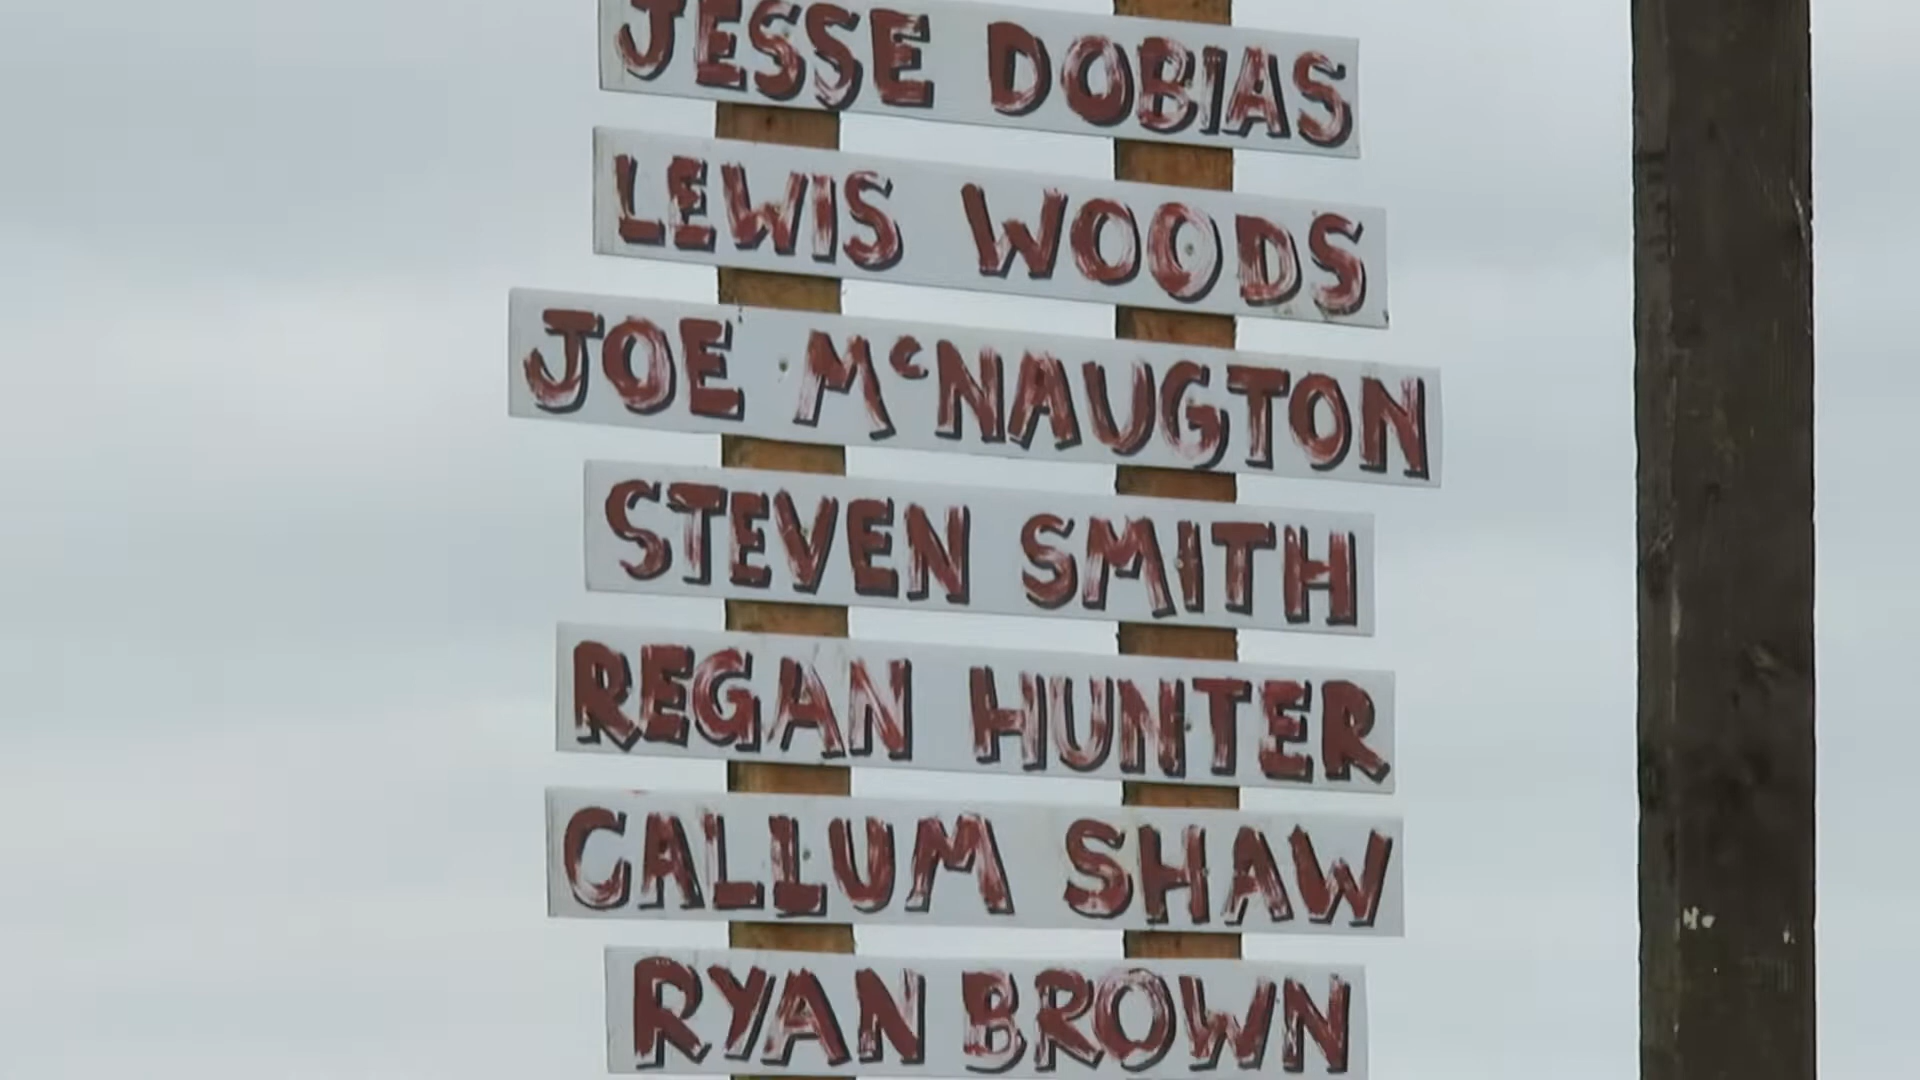 JESSE DOBIAS
LEWIS WOODS
JOE McNAUGTON
STEVEN SMITH
REGAN HUNTER
CALLUM SHAW
RYAN BROWN